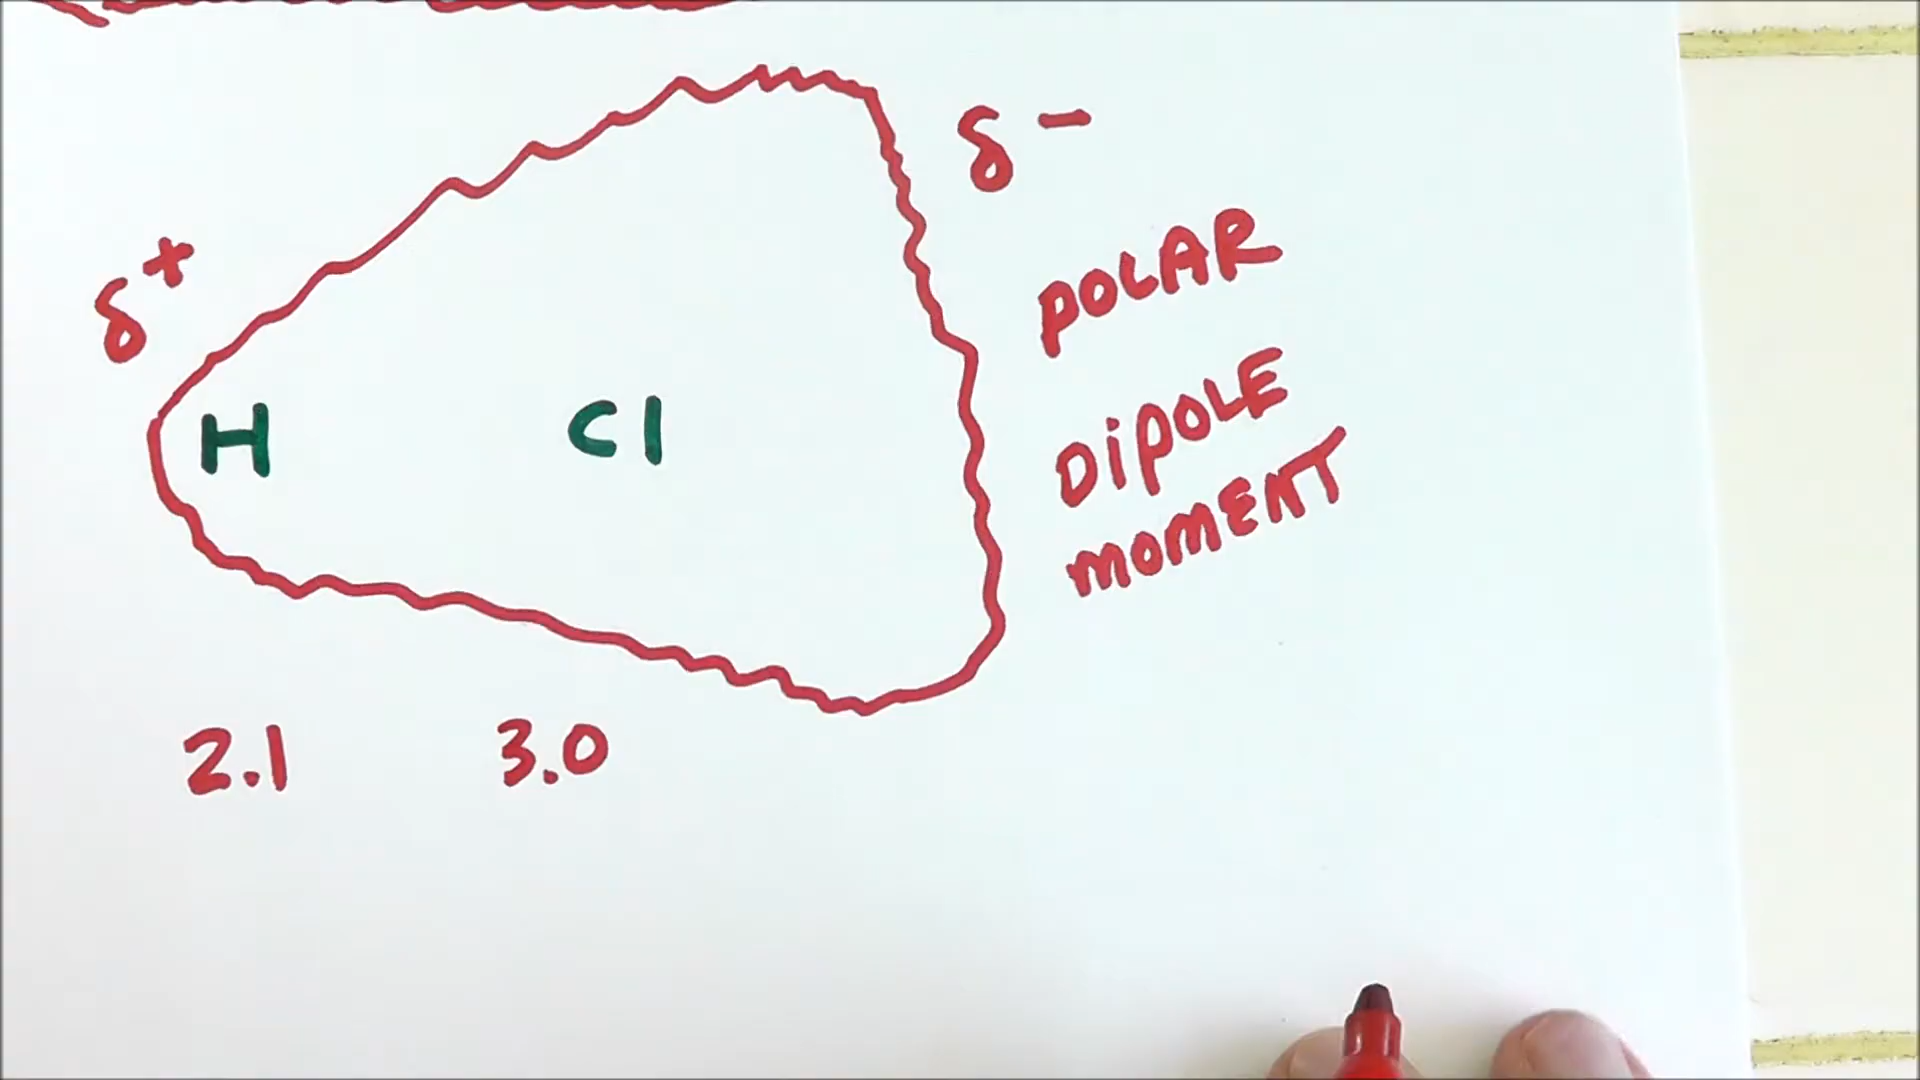 δ-
δ+
POLAR
H Cl
DiPOLE
MOMENT
2.1 3.0